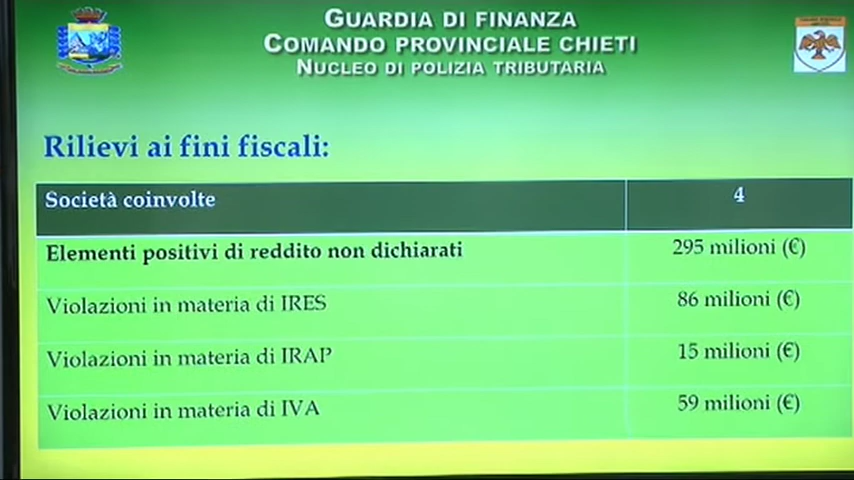 GUARDIA DI FINANZA
COMANDO PROVINCIALE CHIETI
NUCLEO DI POLIZIA TRIBUTARIA
Rilievi ai fini fiscali:
Società coinvolte 4
Elementi positivi di reddito non dichiarati 295 milioni (€)
Violazioni in materia di IRES 86 milioni (€)
Violazioni in materia di IRAP 15 milioni (€)
Violazioni in materia di IVA 59 milioni (€)